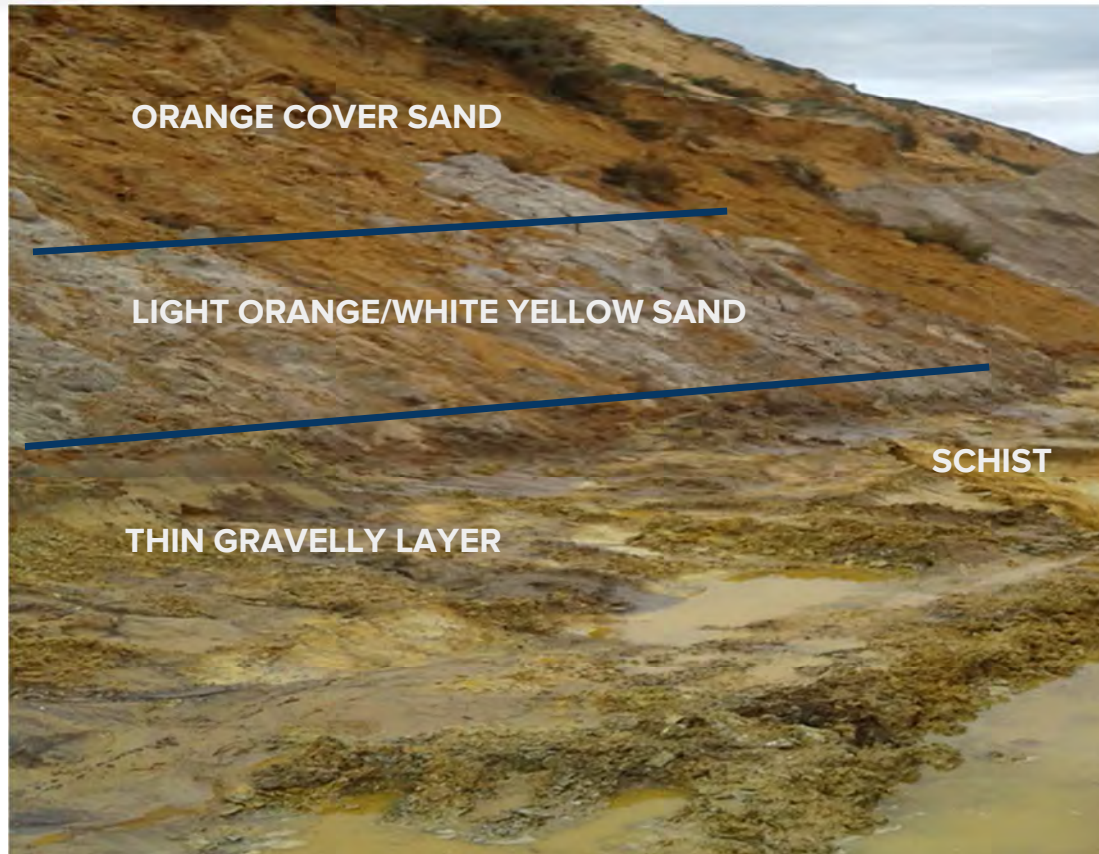 ORANGE COVER SAND
LIGHT ORANGE/WHITE YELLOW SAND
SCHIST
THIN GRAVELLY LAYER